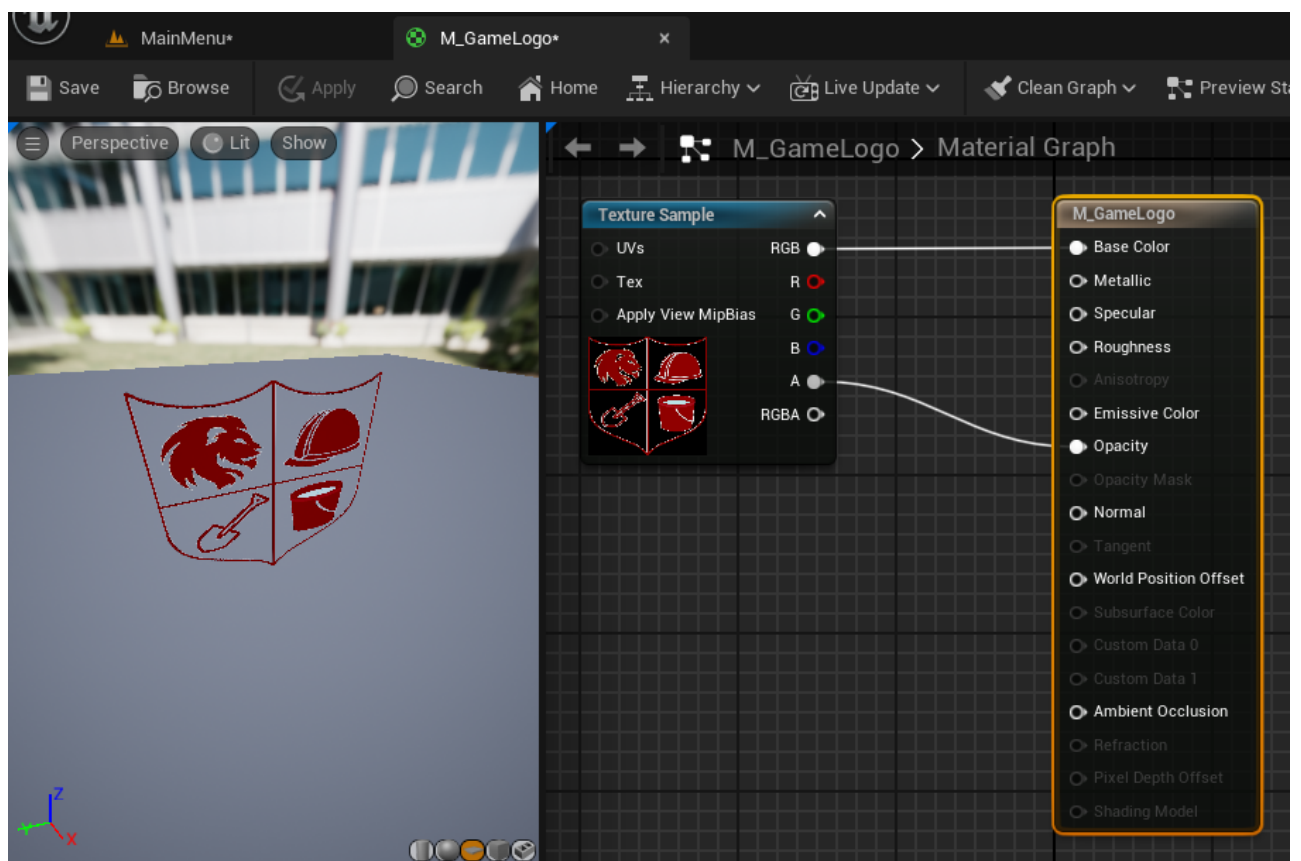 MainMenu*
M_GameLogo*
Save Browse Apply Search Home Hierarchy Live Update Clean Graph Preview Sta
Perspective Lit Show
M_GameLogo > Material Graph
Texture Sample
UVs RGB
Tex R
Apply View MipBias G
B
A
RGBA
M_GameLogo
Base Color
Metallic
Specular
Roughness
Anisotropy
Emissive Color
Opacity
Opacity Mask
Normal
Tangent
World Position Offset
Subsurface Color
Custom Data 0
Custom Data 1
Ambient Occlusion
Refraction
Pixel Depth Offset
Shading Model
Z
Y
X